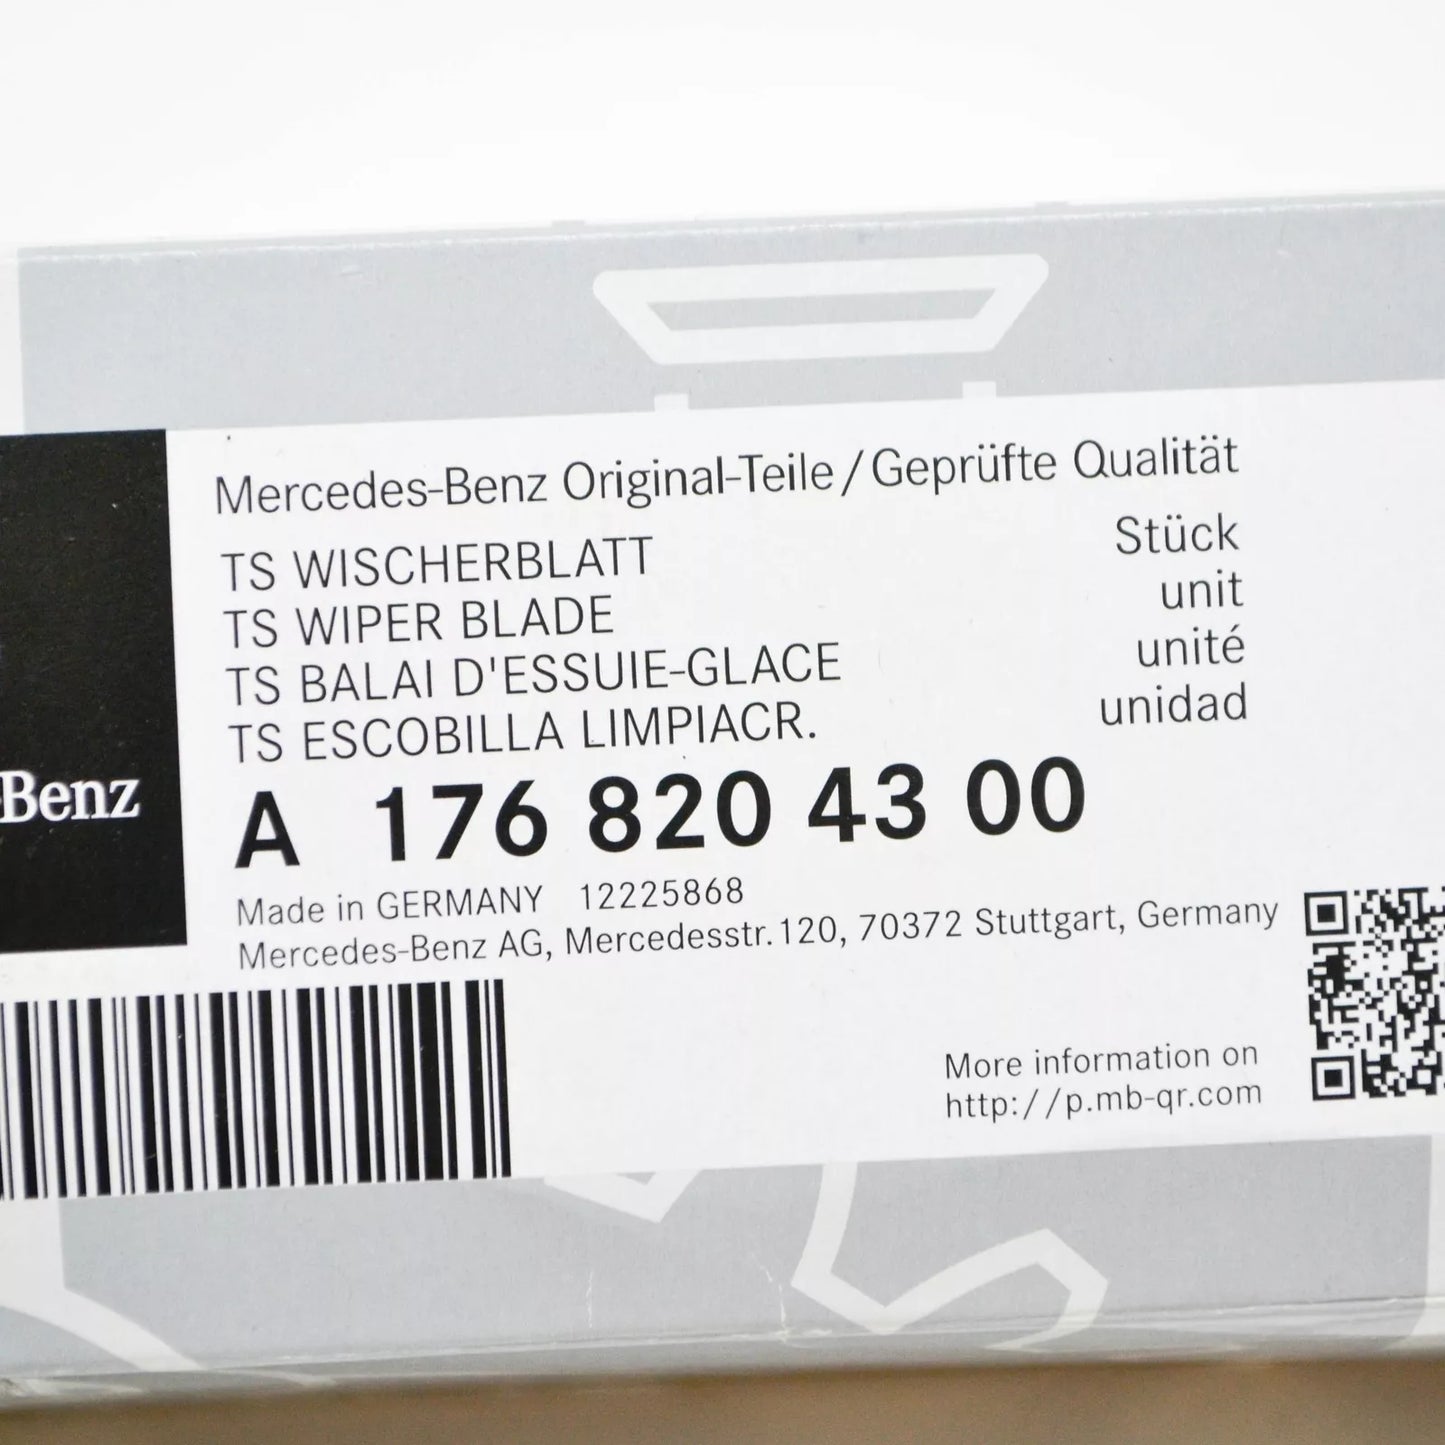 Mercedes-Benz Original-Teile/Geprüfte Qualität
TS WISCHERBLATT Stück
TS WIPER BLADE unit
TS BALAI D'ESSUIE-GLACE unité
TS ESCOBILLA LIMPIACR. unidad
-Benz
A 176 820 43 00
Made in GERMANY 12225868
Mercedes-Benz AG, Mercedesstr.120, 70372 Stuttgart, Germany
More information on
http://p.mb-qr.com